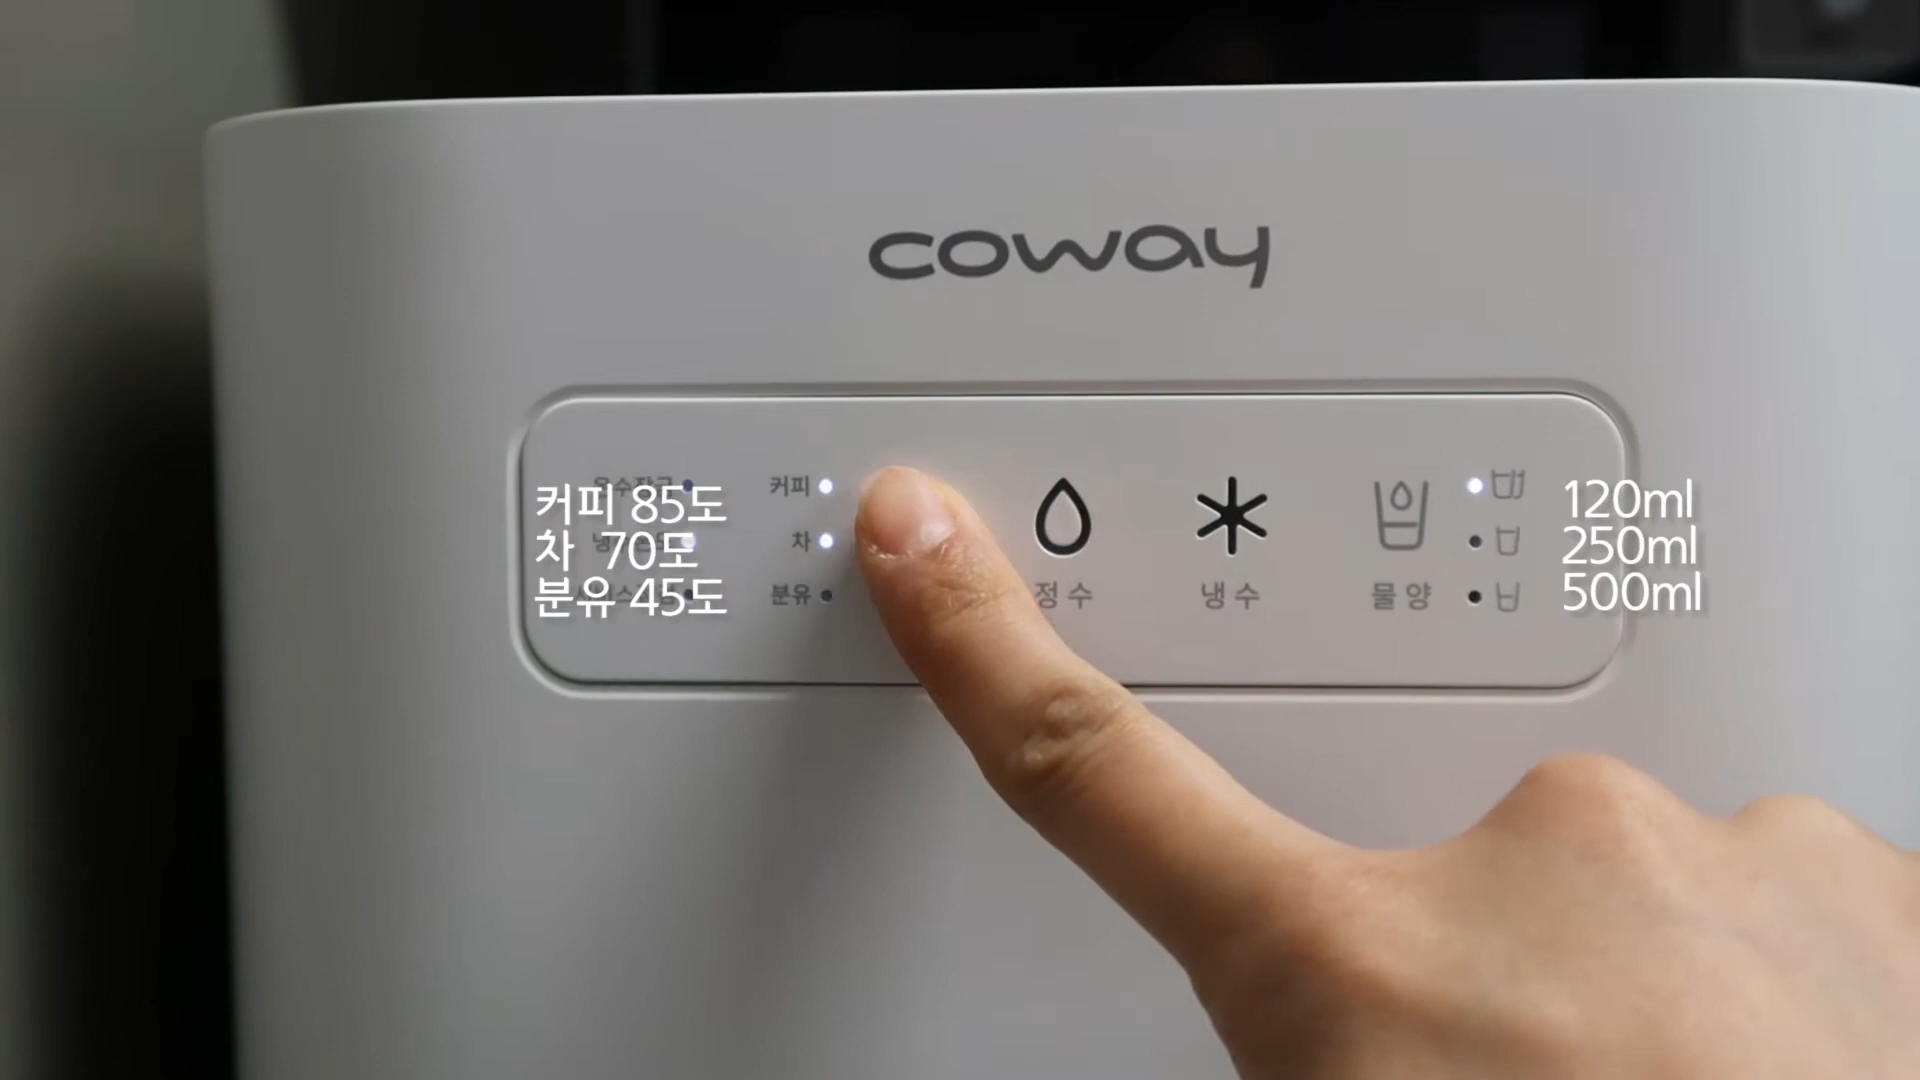 coway
커피
차
분유
정수
냉수
물양
커피 85도
차 70도
분유 45도
120ml
250ml
500ml